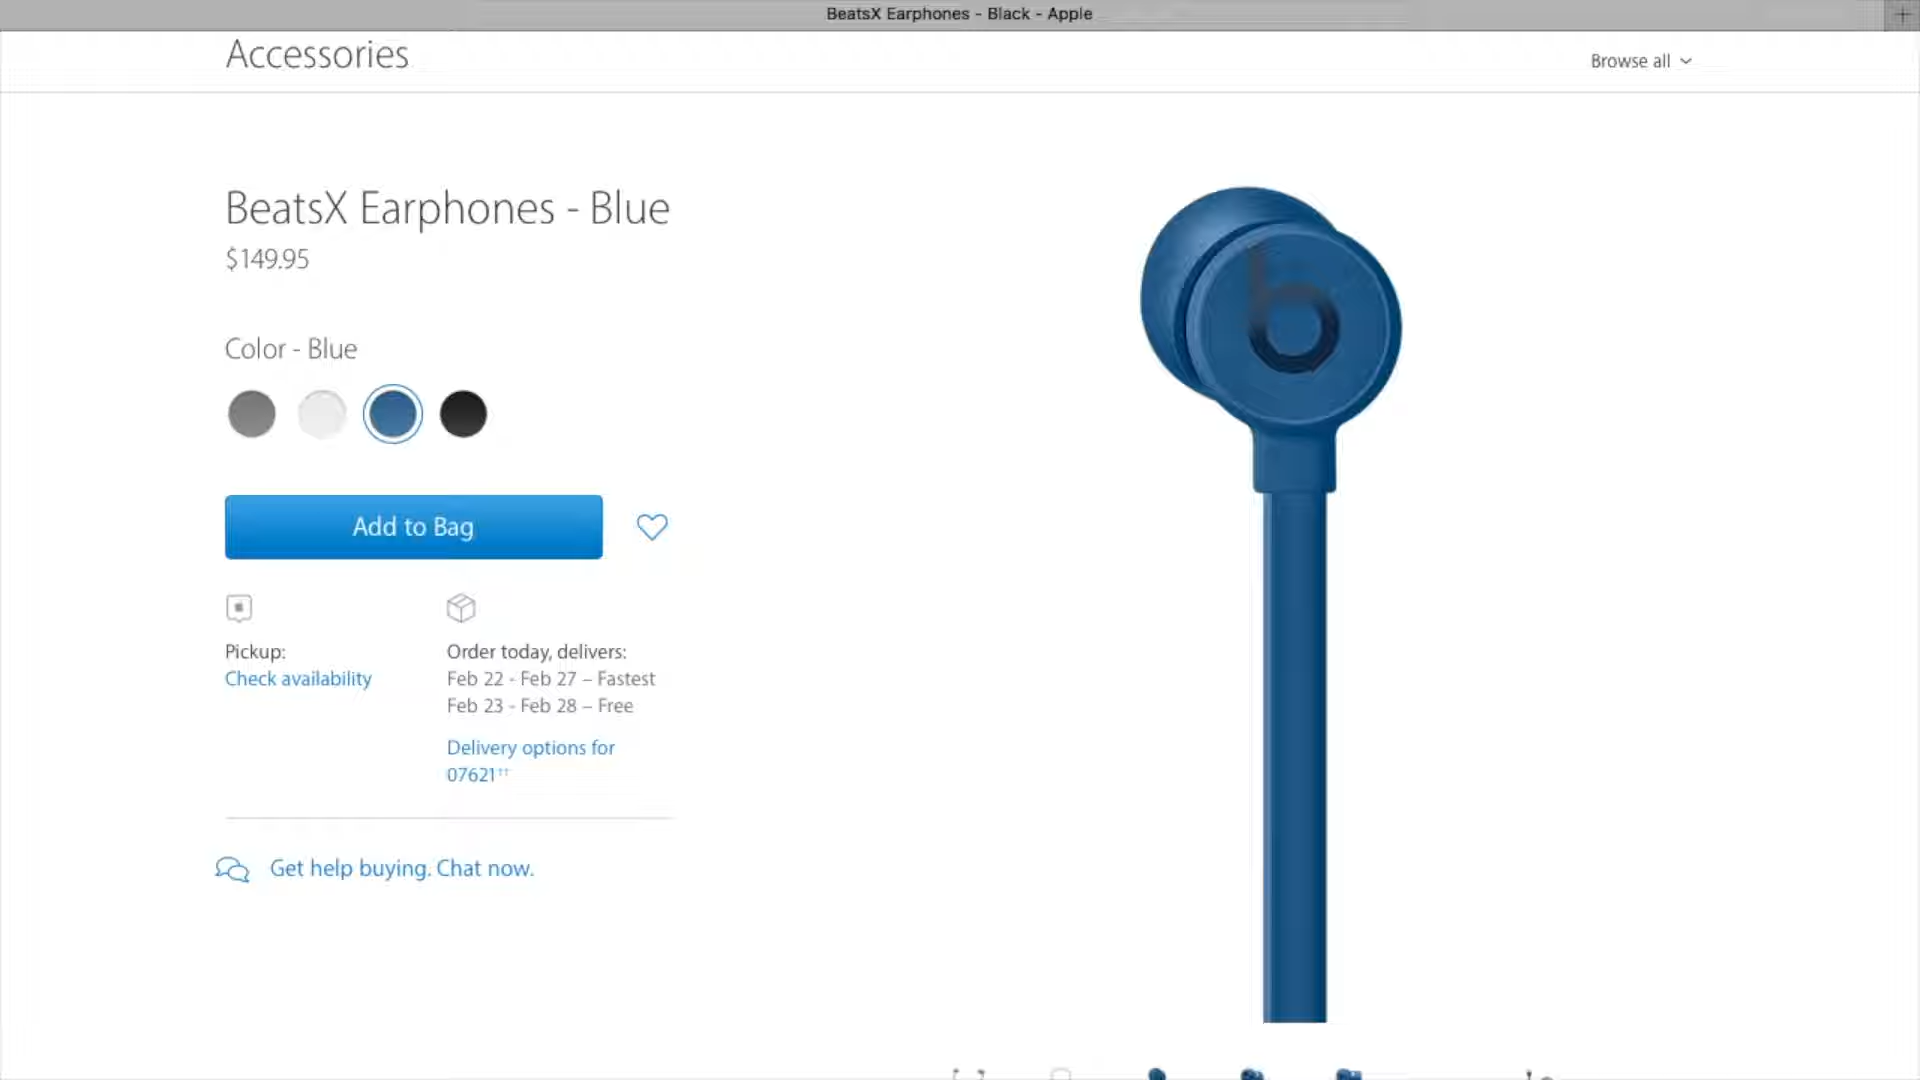 BeatsX Earphones - Black - Apple
Accessories
Browse all
BeatsX Earphones - Blue
$149.95
Color - Blue
Add to Bag
Pickup:
Check availability
Order today, delivers:
Feb 22 - Feb 27 – Fastest
Feb 23 - Feb 28 – Free
Delivery options for
07621††
Get help buying. Chat now.
b